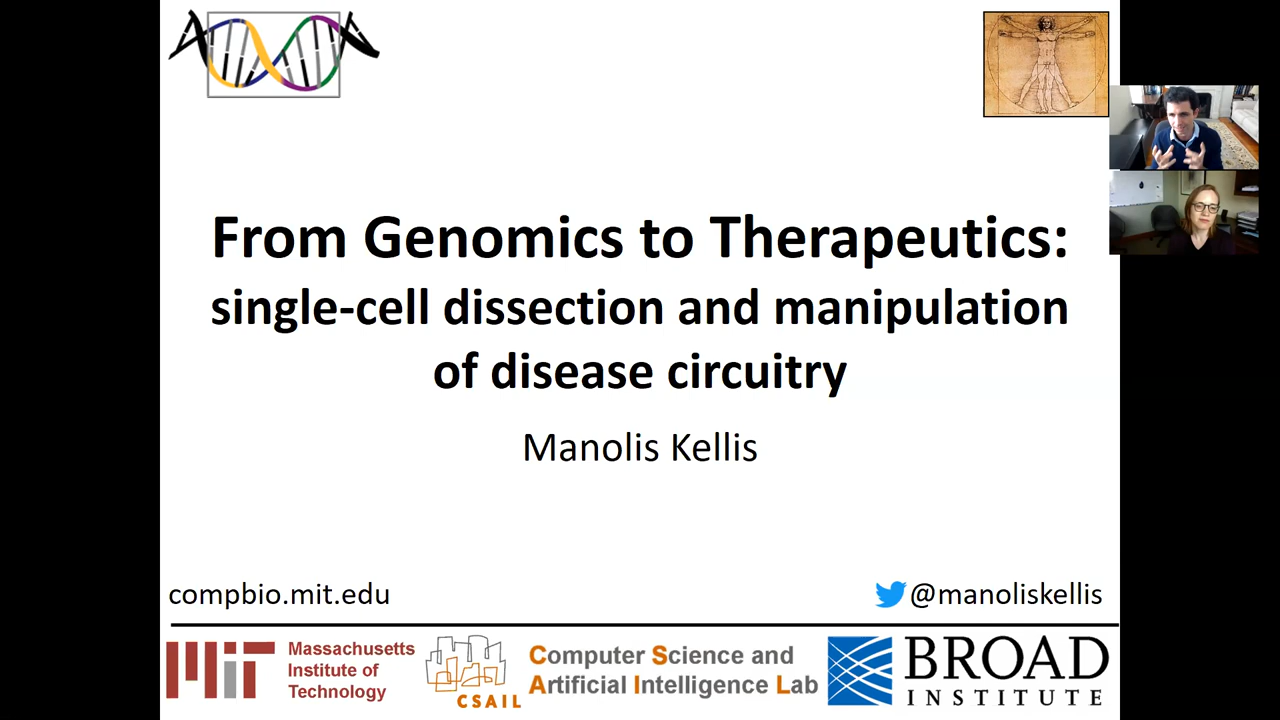 From Genomics to Therapeutics:
single-cell dissection and manipulation
of disease circuitry
Manolis Kellis
compbio.mit.edu
@manoliskellis
MIT
Massachusetts
Institute of
Technology
CSAIL
Computer Science and
Artificial Intelligence Lab
BROAD
INSTITUTE